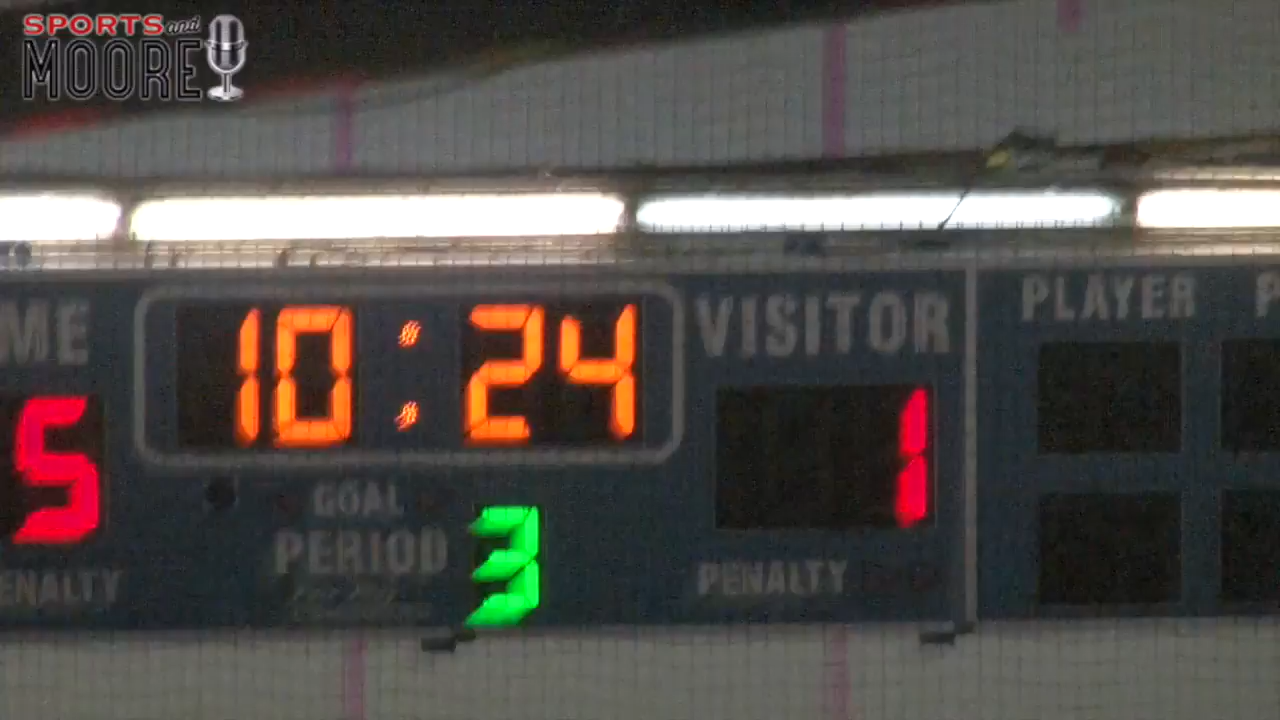 SPORTS and
MOORE
ME
10:24
VISITOR
PLAYER
P
5
1
GOAL
PERIOD
3
ENALTY
PENALTY